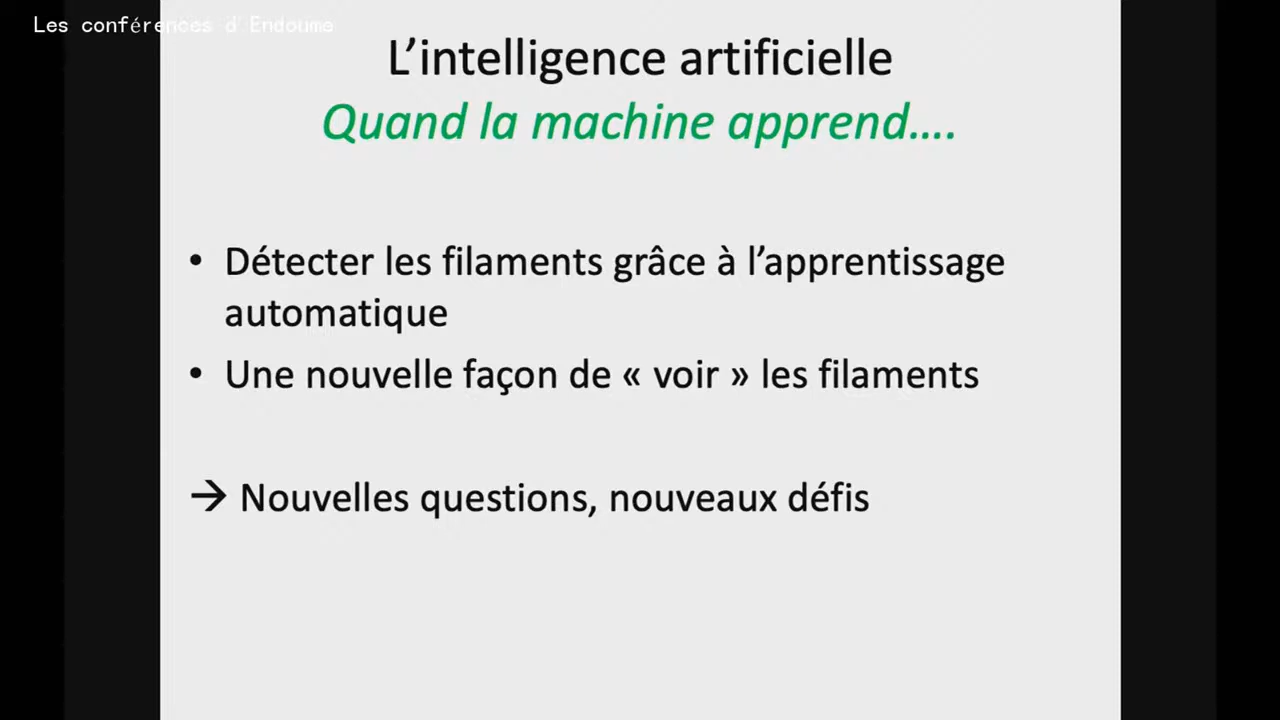 Les conférences d'Endoume
L’intelligence artificielle
Quand la machine apprend….
• Détecter les filaments grâce à l’apprentissage
automatique
• Une nouvelle façon de « voir » les filaments
→ Nouvelles questions, nouveaux défis